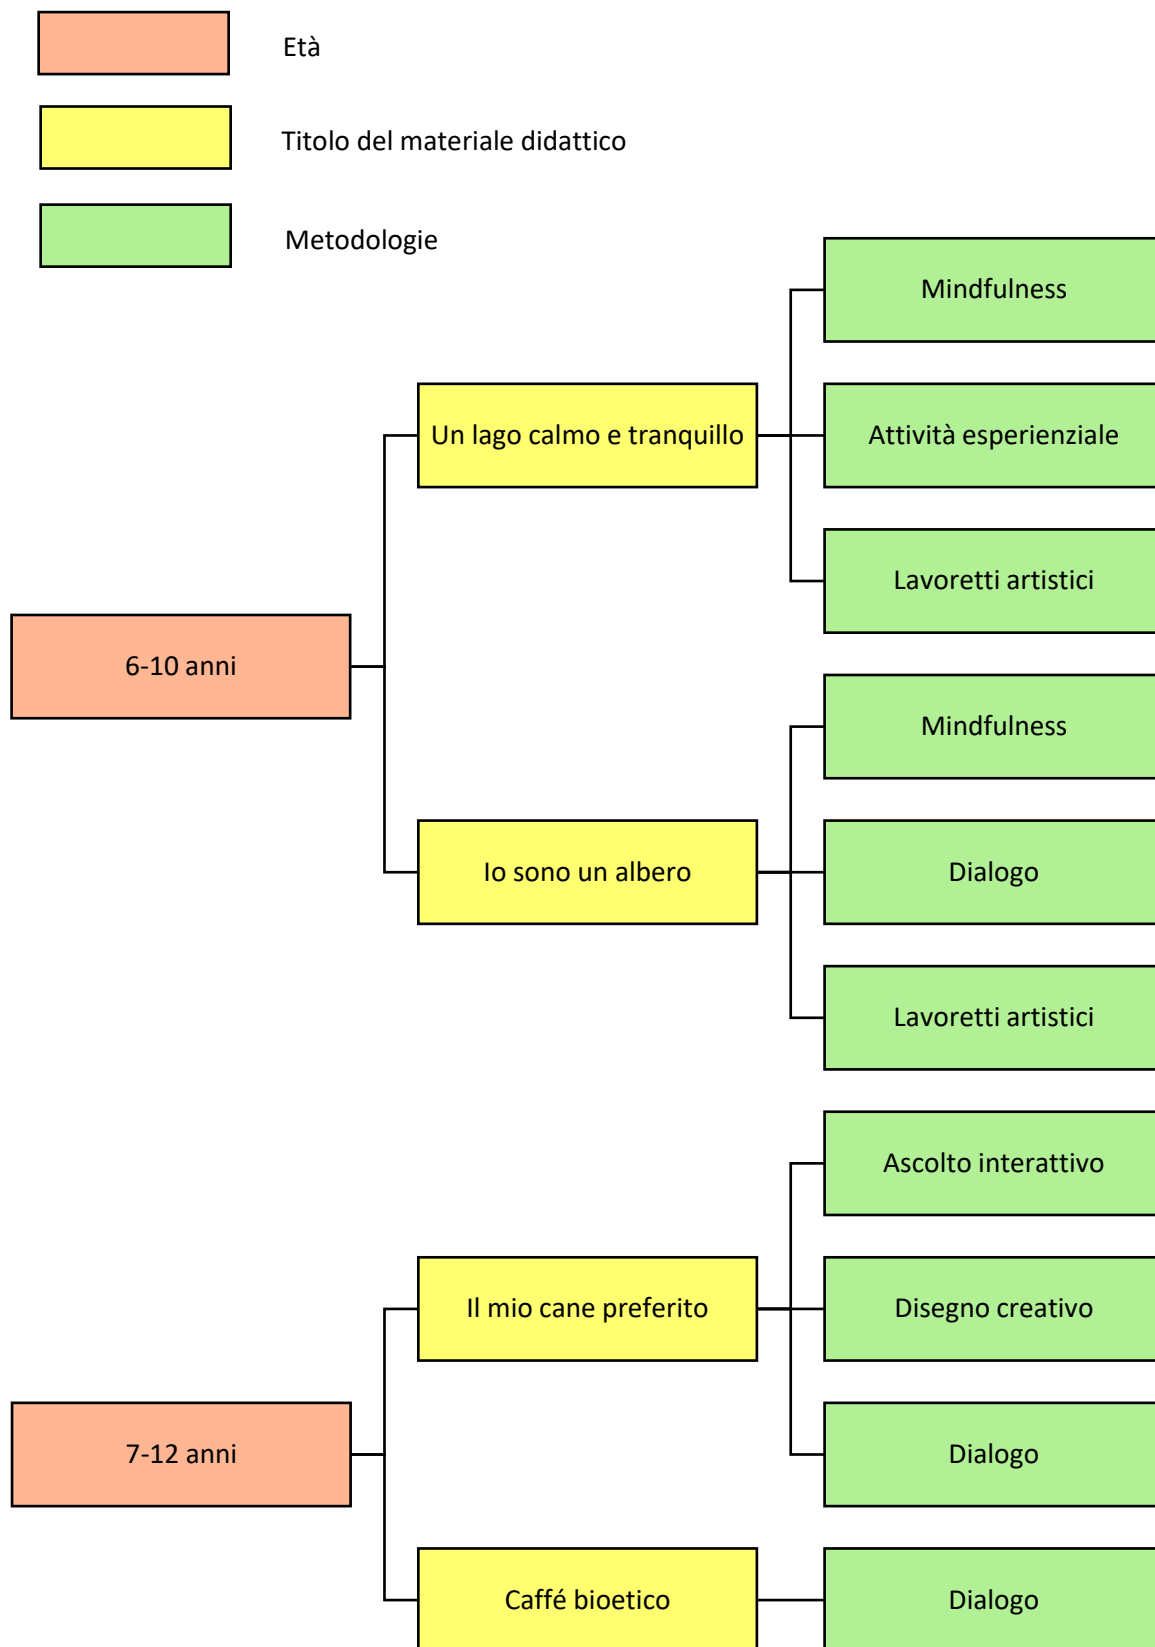 Età
Titolo del materiale didattico
Metodologie
6-10 anni
Un lago calmo e tranquillo
Mindfulness
Attività esperienziale
Lavoretti artistici
Io sono un albero
Mindfulness
Dialogo
Lavoretti artistici
7-12 anni
Il mio cane preferito
Ascolto interattivo
Disegno creativo
Dialogo
Caffé bioetico
Dialogo